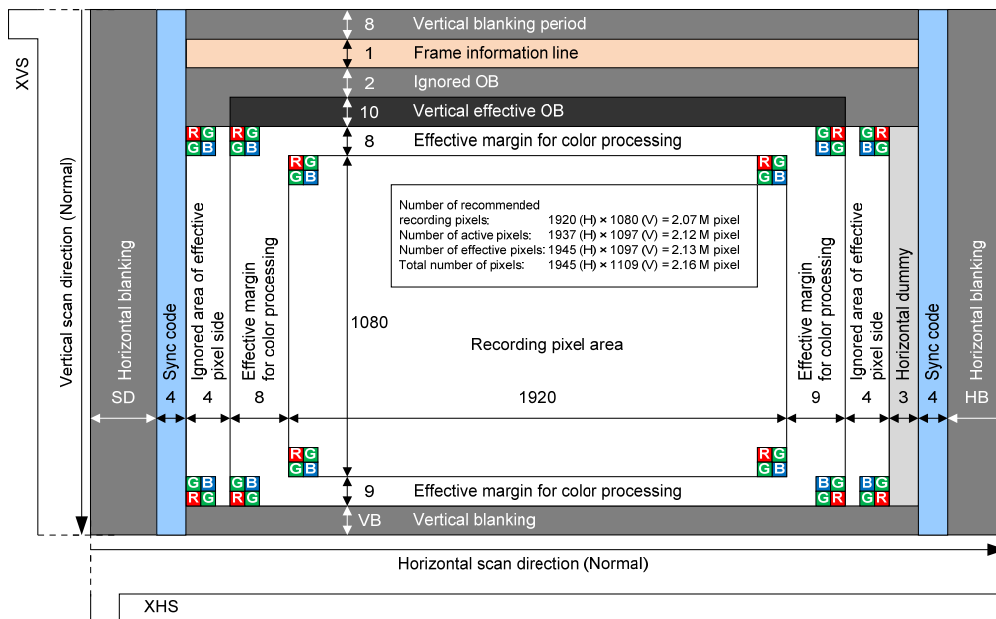 XVS
8 Vertical blanking period
1 Frame information line
2 Ignored OB
10 Vertical effective OB
R G R G
G B G B
8 Effective margin for color processing
G R G R
B G B G
R G
G B
R G
G B
Number of recommended
recording pixels: 1920 (H) × 1080 (V) = 2.07 M pixel
Number of active pixels: 1937 (H) × 1097 (V) = 2.12 M pixel
Number of effective pixels: 1945 (H) × 1097 (V) = 2.13 M pixel
Total number of pixels: 1945 (H) × 1109 (V) = 2.16 M pixel
Vertical scan direction (Normal)
Horizontal blanking
SD
Sync code
4
Ignored area of effective
pixel side
4
Effective margin
for color processing
8
1080
Recording pixel area
1920
Effective margin
for color processing
9
Ignored area of effective
pixel side
4
Horizontal dummy
3
Sync code
4
Horizontal blanking
HB
R G
G B
R G
G B
G B G B
R G R G
9 Effective margin for color processing
B G B G
G R G R
VB Vertical blanking
Horizontal scan direction (Normal)
XHS